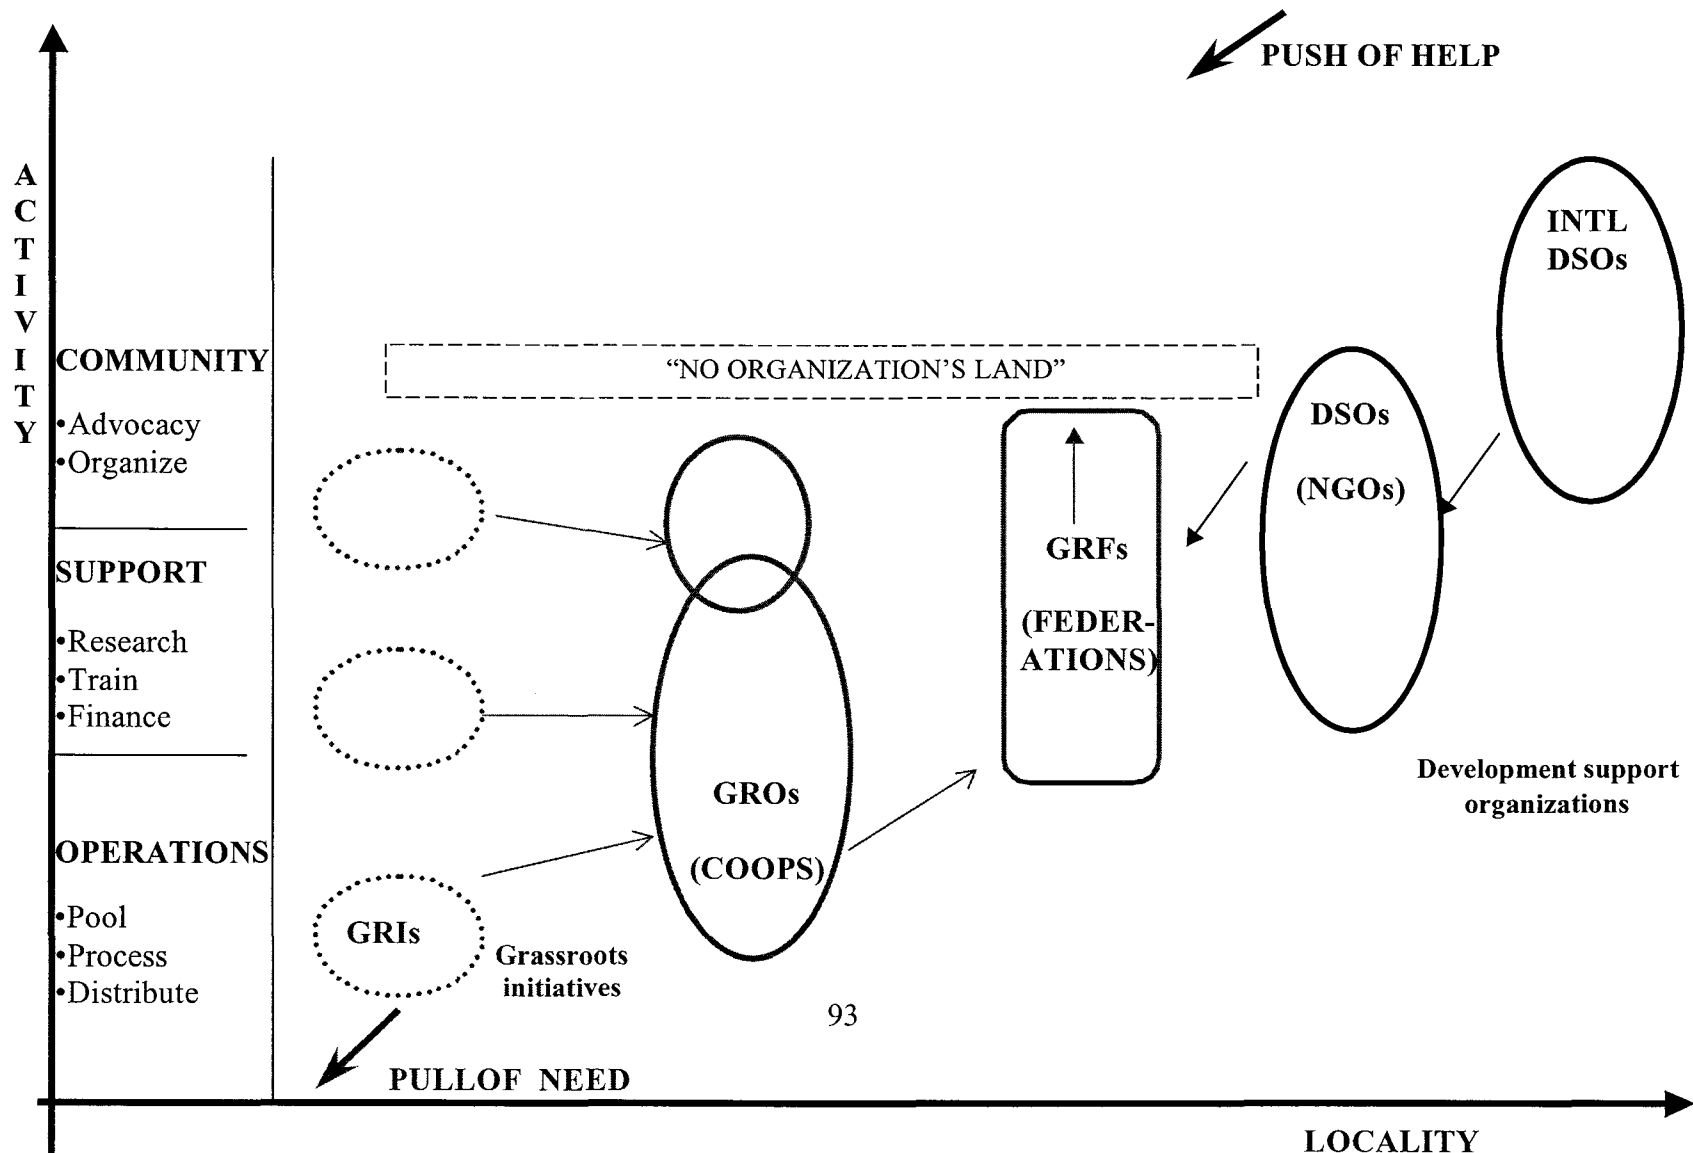 PUSH OF HELP
ACTIVITY
INTL
DSOs
COMMUNITY
•Advocacy
•Organize
“NO ORGANIZATION’S LAND”
DSOs
(NGOs)
SUPPORT
•Research
•Train
•Finance
GRFs
(FEDER-
ATIONS)
Development support
organizations
OPERATIONS
•Pool
•Process
•Distribute
GROs
(COOPS)
GRIs
Grassroots
initiatives
93
PULLOF NEED
LOCALITY